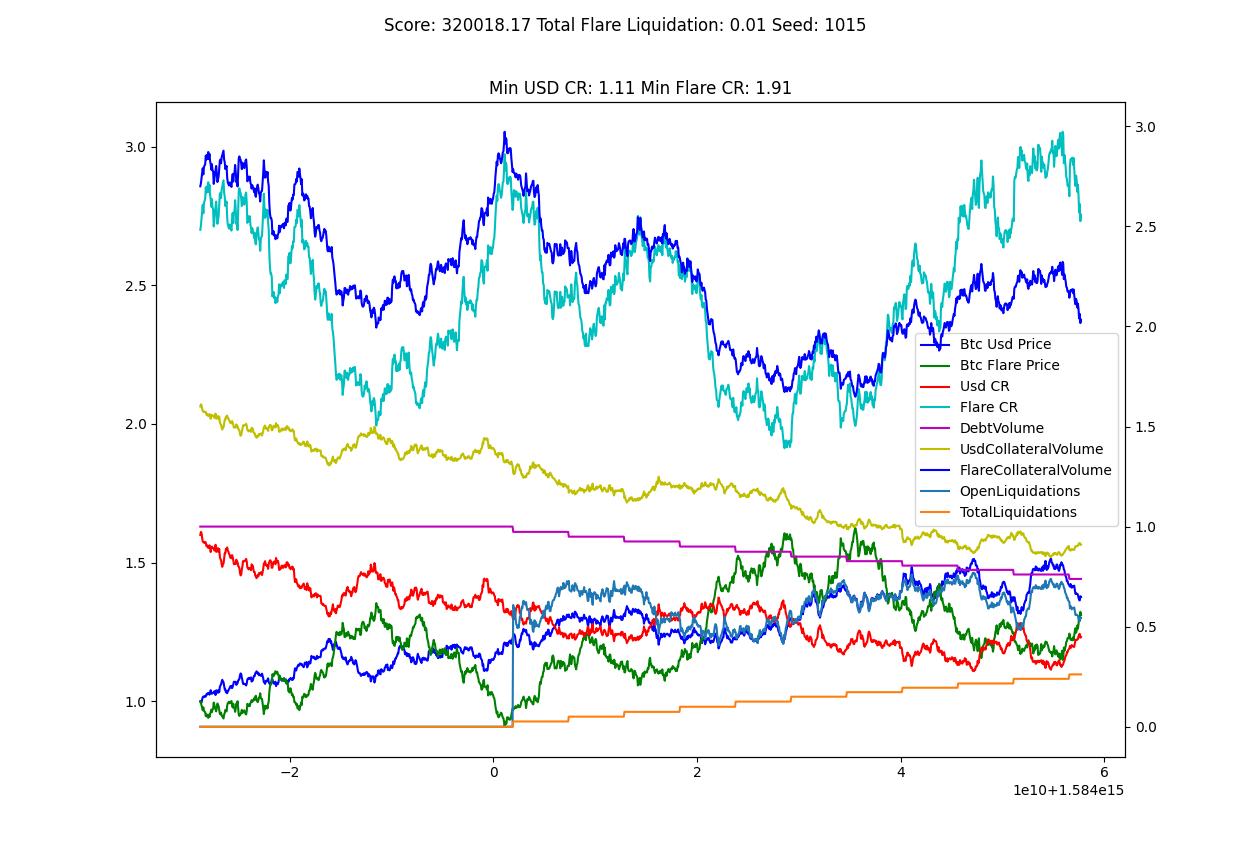 Score: 320018.17 Total Flare Liquidation: 0.01 Seed: 1015
Min USD CR: 1.11 Min Flare CR: 1.91
3.0
2.5
2.0
1.5
1.0
3.0
2.5
2.0
1.5
1.0
0.5
0.0
Btc Usd Price
Btc Flare Price
Usd CR
Flare CR
DebtVolume
UsdCollateralVolume
FlareCollateralVolume
OpenLiquidations
TotalLiquidations
−2 0 2 4 6
1e10+1.584e15